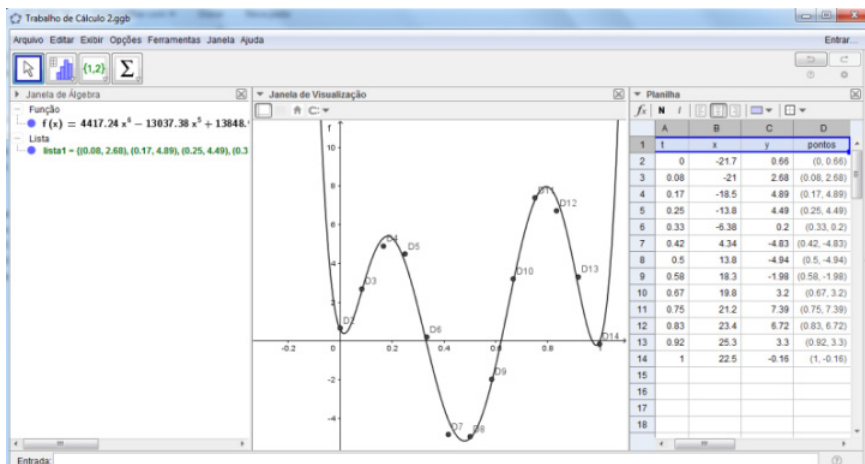 Trabalho de Cálculo 2.ggb
Arquivo Editar Exibir Opções Ferramentas Janela Ajuda
Entrar...
{1,2} Σ
Janela de Álgebra
Função
f(x) = 4417.24 x⁶ − 13037.38 x⁵ + 13848.
Lista
lista1 = {(0.08, 2.68), (0.17, 4.89), (0.25, 4.49), (0.3
Janela de Visualização
C:
f
10
8
6
4
2
-2
-4
-0.2 0 0.2 0.4 0.6 0.8
D2
D3
D4
D5
D6
D7
D8
D9
D10
D11
D12
D13
D14
Planilha
fx N I
A B C D
1 t x y pontos
2 0 -21.7 0.66 (0, 0.66)
3 0.08 -21 2.68 (0.08, 2.68)
4 0.17 -18.5 4.89 (0.17, 4.89)
5 0.25 -13.8 4.49 (0.25, 4.49)
6 0.33 -6.38 0.2 (0.33, 0.2)
7 0.42 4.34 -4.83 (0.42, -4.83)
8 0.5 13.8 -4.94 (0.5, -4.94)
9 0.58 18.3 -1.98 (0.58, -1.98)
10 0.67 19.8 3.2 (0.67, 3.2)
11 0.75 21.2 7.39 (0.75, 7.39)
12 0.83 23.4 6.72 (0.83, 6.72)
13 0.92 25.3 3.3 (0.92, 3.3)
14 1 22.5 -0.16 (1, -0.16)
15
16
17
18
Entrada: